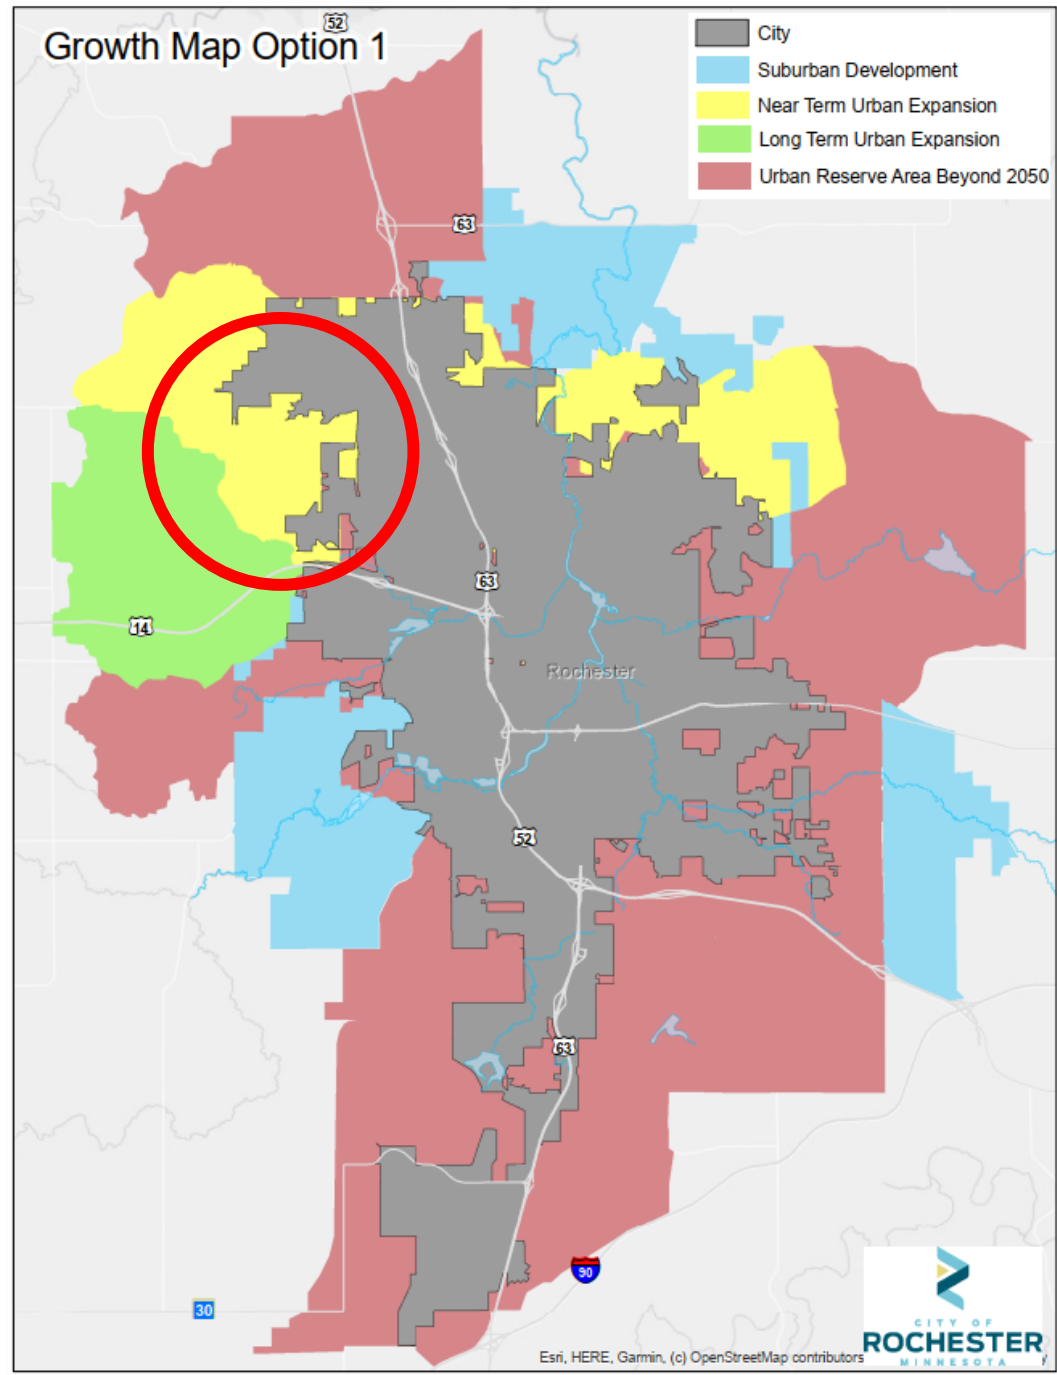 Growth Map Option 1
52
City
Suburban Development
Near Term Urban Expansion
Long Term Urban Expansion
Urban Reserve Area Beyond 2050
63
63
14
Rochester
52
63
90
30
CITY OF
ROCHESTER
MINNESOTA
Esri, HERE, Garmin, (c) OpenStreetMap contributors